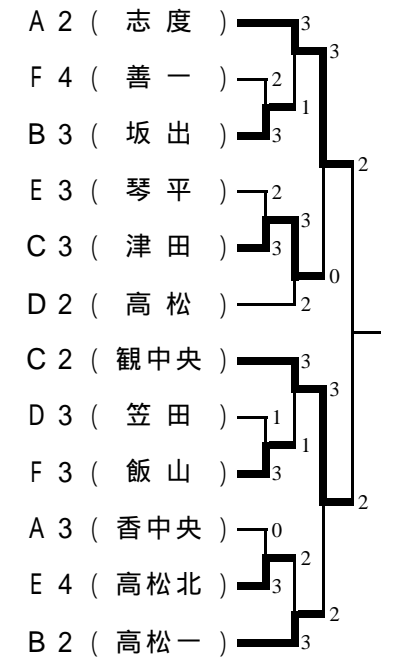 A 2 ( 志 度 ) 3
3
F 4 ( 善 一 ) 2
1
B 3 ( 坂 出 ) 3
2
E 3 ( 琴 平 ) 2
3
C 3 ( 津 田 ) 3
0
D 2 ( 高 松 ) 2
C 2 ( 観中央 ) 3
3
D 3 ( 笠 田 ) 1
1
F 3 ( 飯 山 ) 3
2
A 3 ( 香中央 ) 0
2
E 4 ( 高松北 ) 3
2
B 2 ( 高松一 ) 3